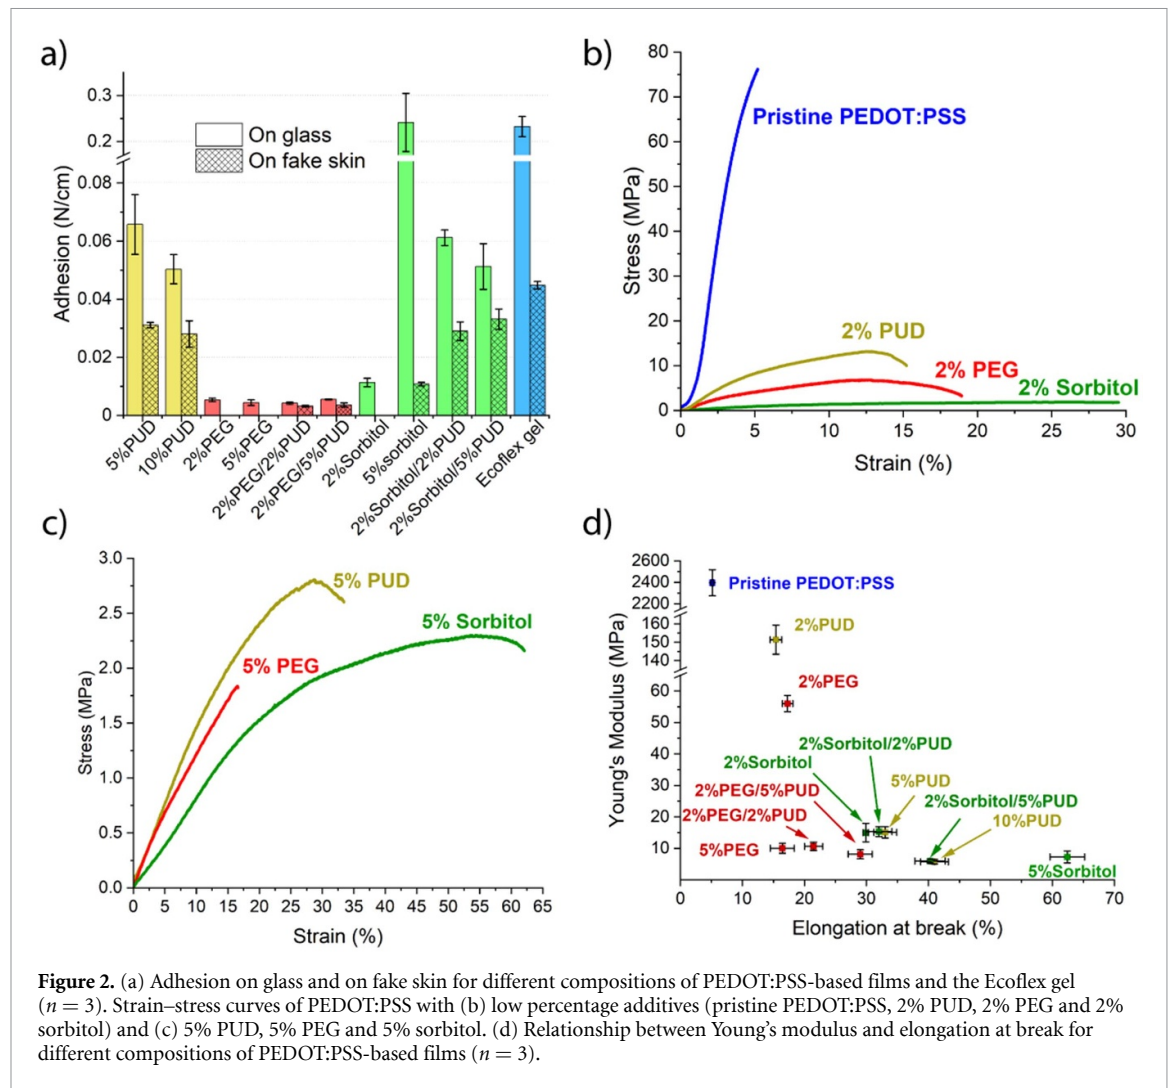 a)
0.3
0.2
0.08
0.06
0.04
0.02
0
Adhesion (N/cm)
On glass
On fake skin
5%PUD
10%PUD
2%PEG
5%PEG
2%PEG/2%PUD
2%PEG/5%PUD
2%Sorbitol
5%sorbitol
2%Sorbitol/2%PUD
2%Sorbitol/5%PUD
Ecoflex gel
b)
80
70
60
50
40
30
20
10
0
Stress (MPa)
Pristine PEDOT:PSS
2% PUD
2% PEG
2% Sorbitol
0 5 10 15 20 25 30
Strain (%)
c)
3.0
2.5
2.0
1.5
1.0
0.5
0.0
Stress (MPa)
5% PUD
5% Sorbitol
5% PEG
0 5 10 15 20 25 30 35 40 45 50 55 60 65
Strain (%)
d)
2600
2400
2200
160
150
140
60
50
40
30
20
10
Young's Modulus (MPa)
Pristine PEDOT:PSS
2%PUD
2%PEG
2%Sorbitol/2%PUD
2%Sorbitol
5%PUD
2%PEG/5%PUD
2%Sorbitol/5%PUD
2%PEG/2%PUD
10%PUD
5%PEG
5%Sorbitol
0 10 20 30 40 50 60 70
Elongation at break (%)
Figure 2. (a) Adhesion on glass and on fake skin for different compositions of PEDOT:PSS-based films and the Ecoflex gel
(n = 3). Strain–stress curves of PEDOT:PSS with (b) low percentage additives (pristine PEDOT:PSS, 2% PUD, 2% PEG and 2%
sorbitol) and (c) 5% PUD, 5% PEG and 5% sorbitol. (d) Relationship between Young's modulus and elongation at break for
different compositions of PEDOT:PSS-based films (n = 3).